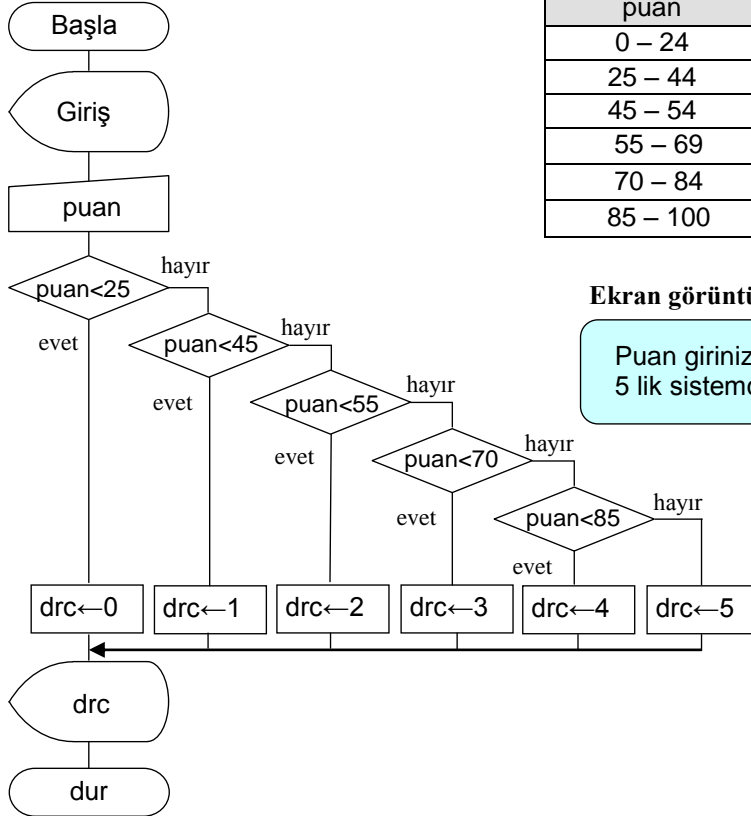 Başla
Giriş
puan
puan<25
hayır
evet
puan<45
hayır
evet
puan<55
hayır
evet
puan<70
hayır
evet
puan<85
hayır
evet
drc←0
drc←1
drc←2
drc←3
drc←4
drc←5
drc
dur
puan
0 – 24
25 – 44
45 – 54
55 – 69
70 – 84
85 – 100
Ekran
Puan giriniz
5 lik